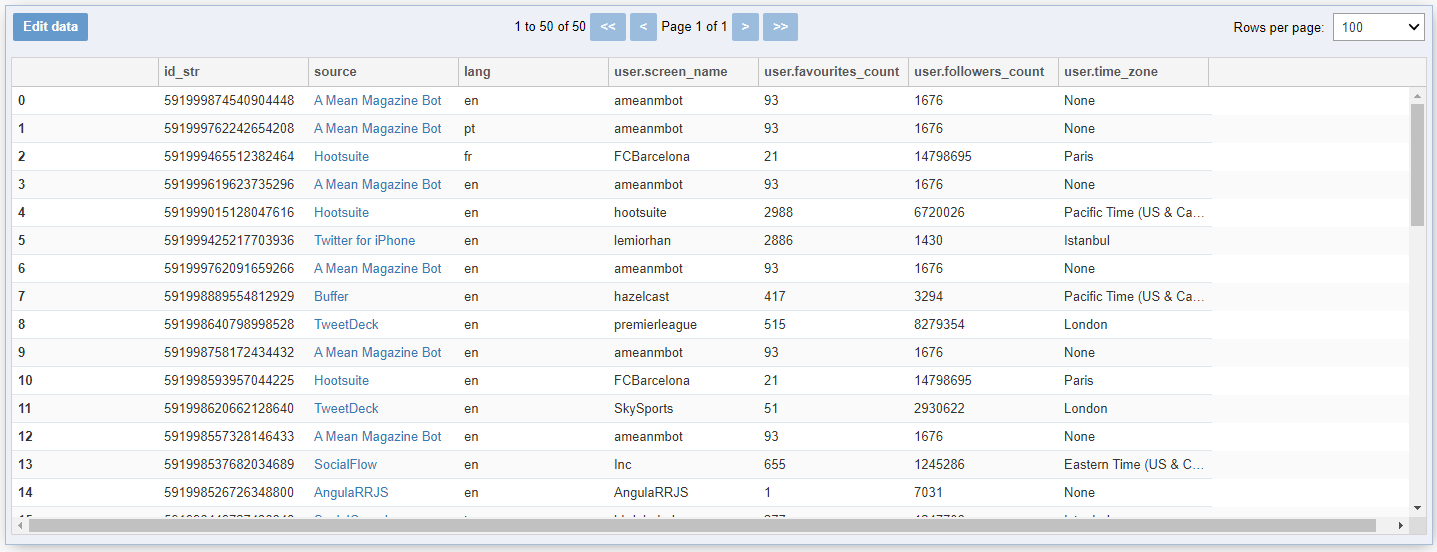 Edit data 1 to 50 of 50 << < Page 1 of 1 > >> Rows per page: 100
id_str source lang user.screen_name user.favourites_count user.followers_count user.time_zone
0 591999874540904448 A Mean Magazine Bot en ameanmbot 93 1676 None
1 591999762242654208 A Mean Magazine Bot pt ameanmbot 93 1676 None
2 591999465512382464 Hootsuite fr FCBarcelona 21 14798695 Paris
3 591999619623735296 A Mean Magazine Bot en ameanmbot 93 1676 None
4 591999015128047616 Hootsuite en hootsuite 2988 6720026 Pacific Time (US & Ca...
5 591999425217703936 Twitter for iPhone en lemiorhan 2886 1430 Istanbul
6 591999762091659266 A Mean Magazine Bot en ameanmbot 93 1676 None
7 591998889554812929 Buffer en hazelcast 417 3294 Pacific Time (US & Ca...
8 591998640798998528 TweetDeck en premierleague 515 8279354 London
9 591998758172434432 A Mean Magazine Bot en ameanmbot 93 1676 None
10 591998593957044225 Hootsuite en FCBarcelona 21 14798695 Paris
11 591998620662128640 TweetDeck en SkySports 51 2930622 London
12 591998557328146433 A Mean Magazine Bot en ameanmbot 93 1676 None
13 591998537682034689 SocialFlow en Inc 655 1245286 Eastern Time (US & C...
14 591998526726348800 AngulaRRJS en AngulaRRJS 1 7031 None